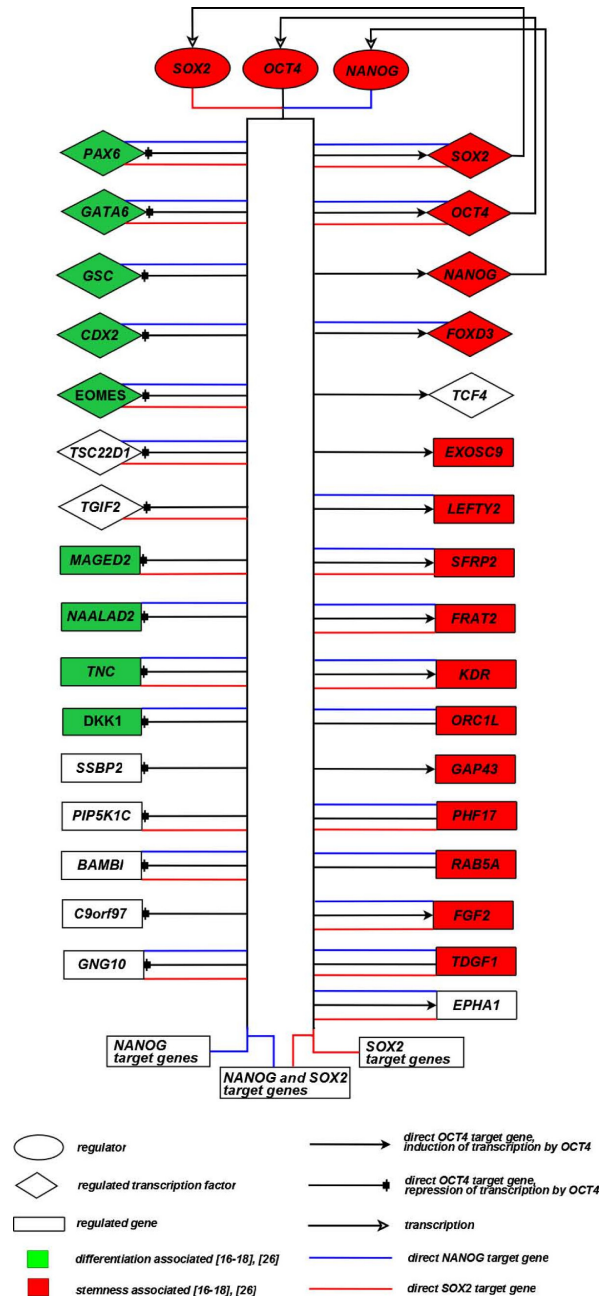 SOX2 OCT4 NANOG
PAX6 SOX2
GATA6 OCT4
GSC NANOG
CDX2 FOXD3
EOMES TCF4
TSC22D1 EXOSC9
TGIF2 LEFTY2
MAGED2 SFRP2
NAALAD2 FRAT2
TNC KDR
DKK1 ORC1L
SSBP2 GAP43
PIP5K1C PHF17
BAMBI RAB5A
C9orf97 FGF2
GNG10 TDGF1
EPHA1
NANOG
target genes
SOX2
target genes
NANOG and SOX2
target genes
regulator
direct OCT4 target gene,
induction of transcription by OCT4
regulated transcription factor
direct OCT4 target gene,
repression of transcription by OCT4
regulated gene
transcription
differentiation associated [16-18], [26]
direct NANOG target gene
stemness associated [16-18], [26]
direct SOX2 target gene